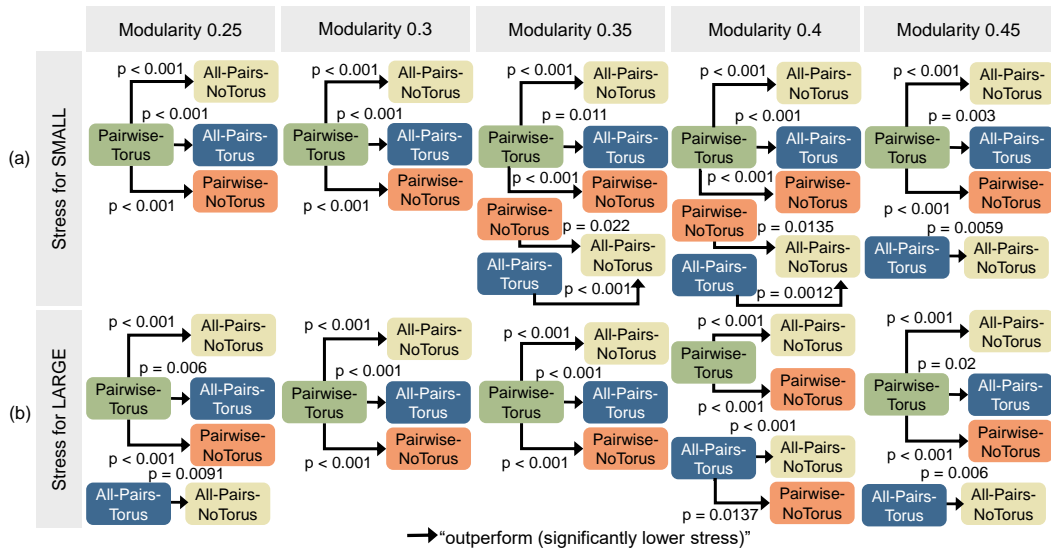 Modularity 0.25
Modularity 0.3
Modularity 0.35
Modularity 0.4
Modularity 0.45
(a)
Stress for SMALL
p < 0.001
All-Pairs-
NoTorus
p < 0.001
Pairwise-
Torus
All-Pairs-
Torus
Pairwise-
NoTorus
p < 0.001
p < 0.001
All-Pairs-
NoTorus
p < 0.001
Pairwise-
Torus
All-Pairs-
Torus
Pairwise-
NoTorus
p < 0.001
p < 0.001
All-Pairs-
NoTorus
p = 0.011
Pairwise-
Torus
All-Pairs-
Torus
p < 0.001
Pairwise-
NoTorus
Pairwise-
NoTorus
p = 0.022
All-Pairs-
NoTorus
All-Pairs-
Torus
p < 0.001
p < 0.001
All-Pairs-
NoTorus
p < 0.001
Pairwise-
Torus
All-Pairs-
Torus
p < 0.001
Pairwise-
NoTorus
Pairwise-
NoTorus
p = 0.0135
All-Pairs-
NoTorus
All-Pairs-
Torus
p = 0.0012
p < 0.001
All-Pairs-
NoTorus
p = 0.003
Pairwise-
Torus
All-Pairs-
Torus
Pairwise-
NoTorus
p < 0.001
p = 0.0059
All-Pairs-
Torus
All-Pairs-
NoTorus
(b)
Stress for LARGE
p < 0.001
All-Pairs-
NoTorus
p = 0.006
Pairwise-
Torus
All-Pairs-
Torus
Pairwise-
NoTorus
p < 0.001
p = 0.0091
All-Pairs-
Torus
All-Pairs-
NoTorus
p < 0.001
All-Pairs-
NoTorus
p < 0.001
Pairwise-
Torus
All-Pairs-
Torus
Pairwise-
NoTorus
p < 0.001
p < 0.001
All-Pairs-
NoTorus
p < 0.001
Pairwise-
Torus
All-Pairs-
Torus
Pairwise-
NoTorus
p < 0.001
p < 0.001
All-Pairs-
NoTorus
Pairwise-
Torus
Pairwise-
NoTorus
p < 0.001
p < 0.001
All-Pairs-
Torus
All-Pairs-
NoTorus
Pairwise-
NoTorus
p = 0.0137
p < 0.001
All-Pairs-
NoTorus
p = 0.02
Pairwise-
Torus
All-Pairs-
Torus
Pairwise-
NoTorus
p < 0.001
p = 0.006
All-Pairs-
Torus
All-Pairs-
NoTorus
"outperform (significantly lower stress)"